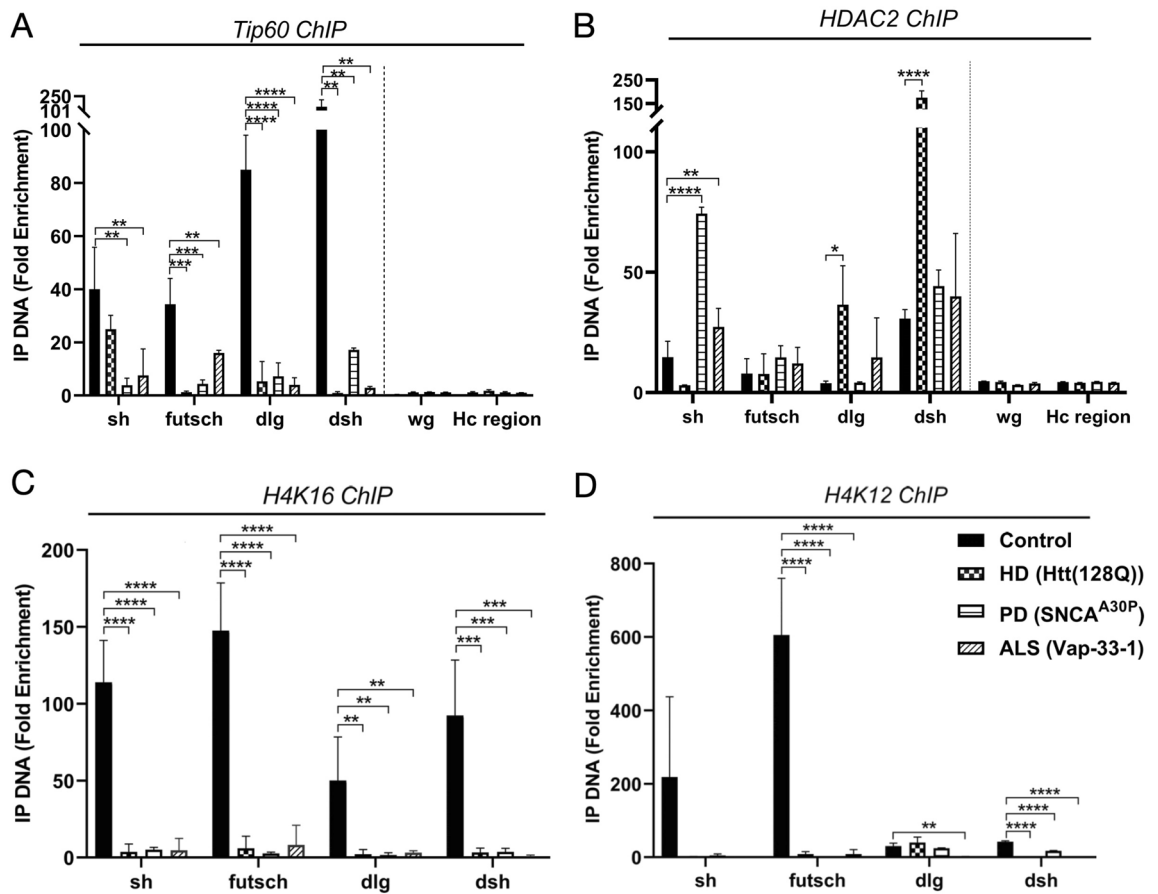 A
Tip60 ChIP
IP DNA (Fold Enrichment)
250
101
100
80
60
40
20
0
** **
*** *** **
**** **** ****
** ** **
sh futsch dlg dsh wg Hc region
B
HDAC2 ChIP
IP DNA (Fold Enrichment)
250
150
100
50
0
**** **
*
****
sh futsch dlg dsh wg Hc region
C
H4K16 ChIP
IP DNA (Fold Enrichment)
200
150
100
50
0
**** **** ****
**** **** ****
** ** **
*** *** ***
sh futsch dlg dsh
D
H4K12 ChIP
IP DNA (Fold Enrichment)
800
600
400
200
0
**** **** ****
**
**** **** ****
sh futsch dlg dsh
Control
HD (Htt(128Q))
PD (SNCA^A30P)
ALS (Vap-33-1)